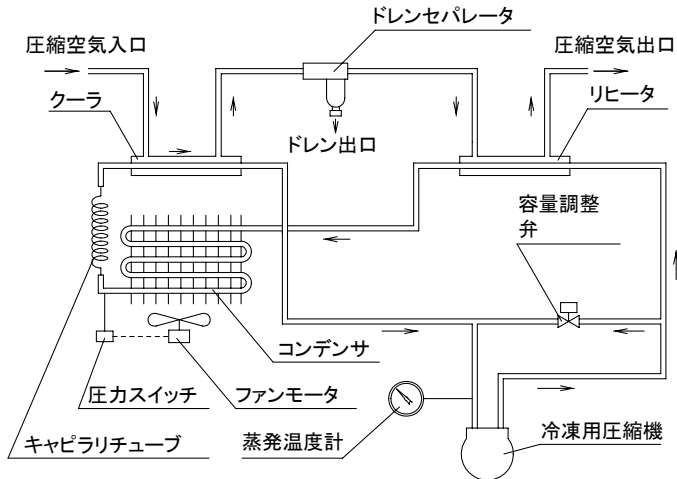 ドレンセパレータ
圧縮空気入口
圧縮空気出口
クーラ
リヒータ
ドレン出口
容量調整
弁
コンデンサ
圧力スイッチ
ファンモータ
キャピラリチューブ
蒸発温度計
冷凍用圧縮機